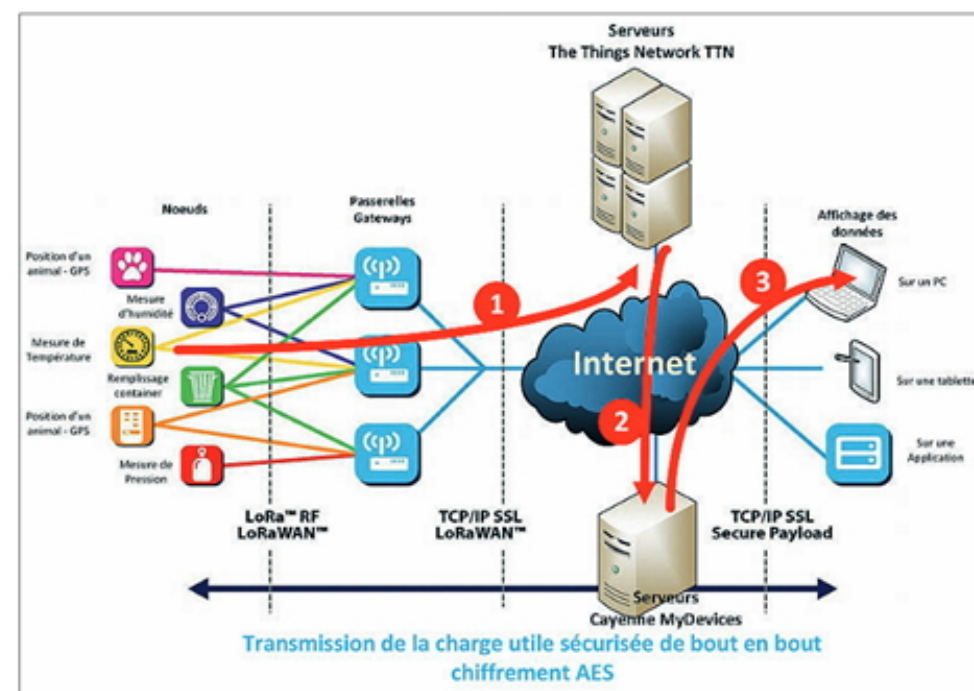 Serveurs
The Things Network TTN
Noeuds
Passerelles
Gateways
Affichage des
données
Position d'un
animal - GPS
Mesure
d'humidité
Mesure de
Température
Remplissage
container
Position d'un
animal - GPS
Mesure de
Pression
1
2
3
Internet
Sur un PC
Sur une tablette
Sur une
Application
LoRa™ RF
LoRaWAN™
TCP/IP SSL
LoRaWAN™
TCP/IP SSL
Secure Payload
Serveurs
Cayenne MyDevices
Transmission de la charge utile sécurisée de bout en bout
chiffrement AES